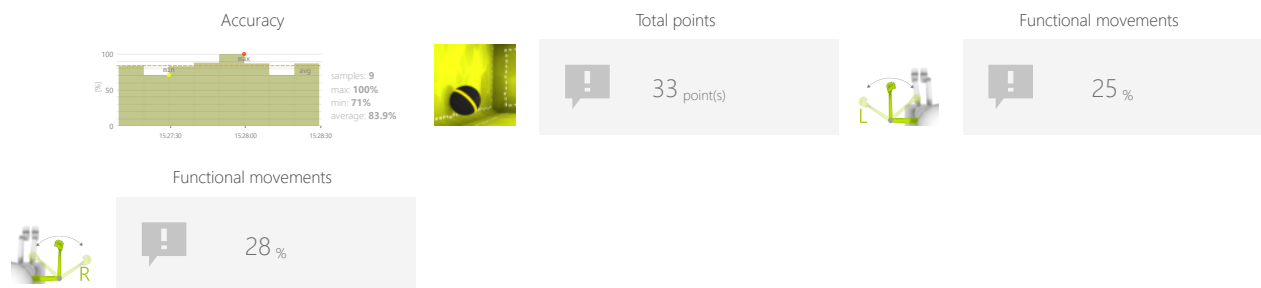 Accuracy
100
50
0
[%]
min
max
avg
15:27:30
15:28:00
15:28:30
samples: 9
max: 100%
min: 71%
average: 83.9%
Total points
33 point(s)
Functional movements
L
25 %
Functional movements
R
28 %